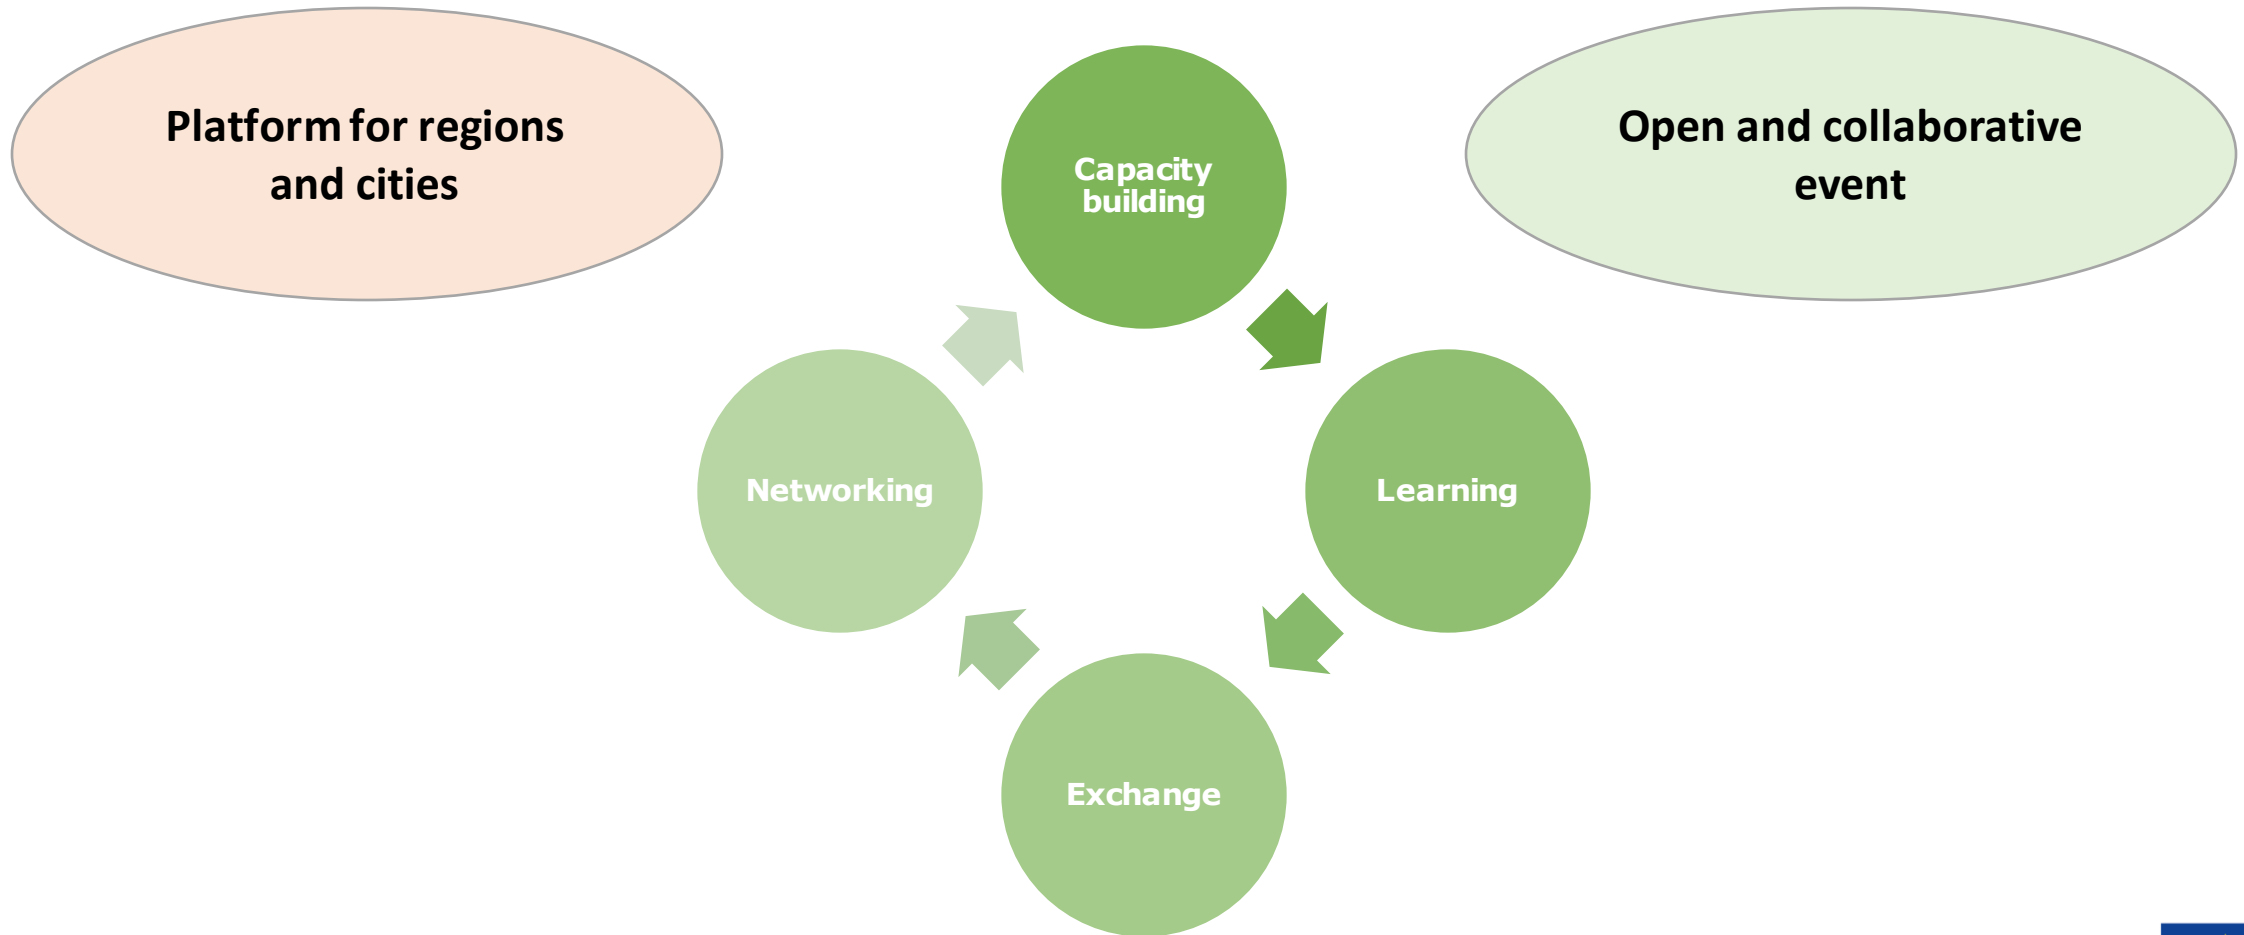 Platform for regions
and cities
Capacity
building
Open and collaborative
event
Networking
Learning
Exchange